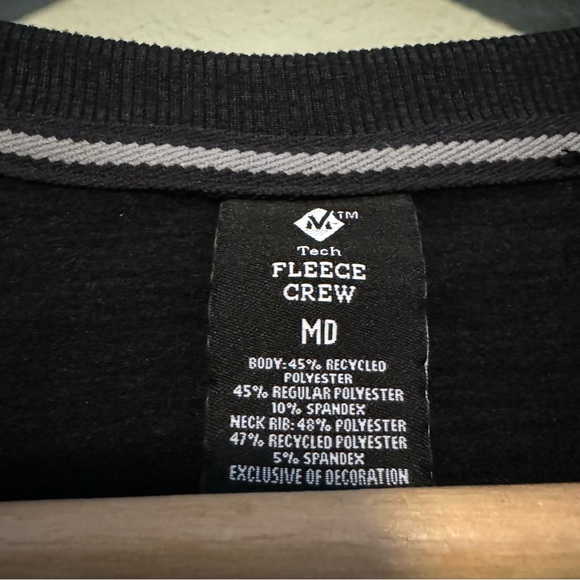 TM
Tech
FLEECE
CREW
MD
BODY: 45% RECYCLED
POLYESTER
45% REGULAR POLYESTER
10% SPANDEX
NECK RIB: 48% POLYESTER
47% RECYCLED POLYESTER
5% SPANDEX
EXCLUSIVE OF DECORATION